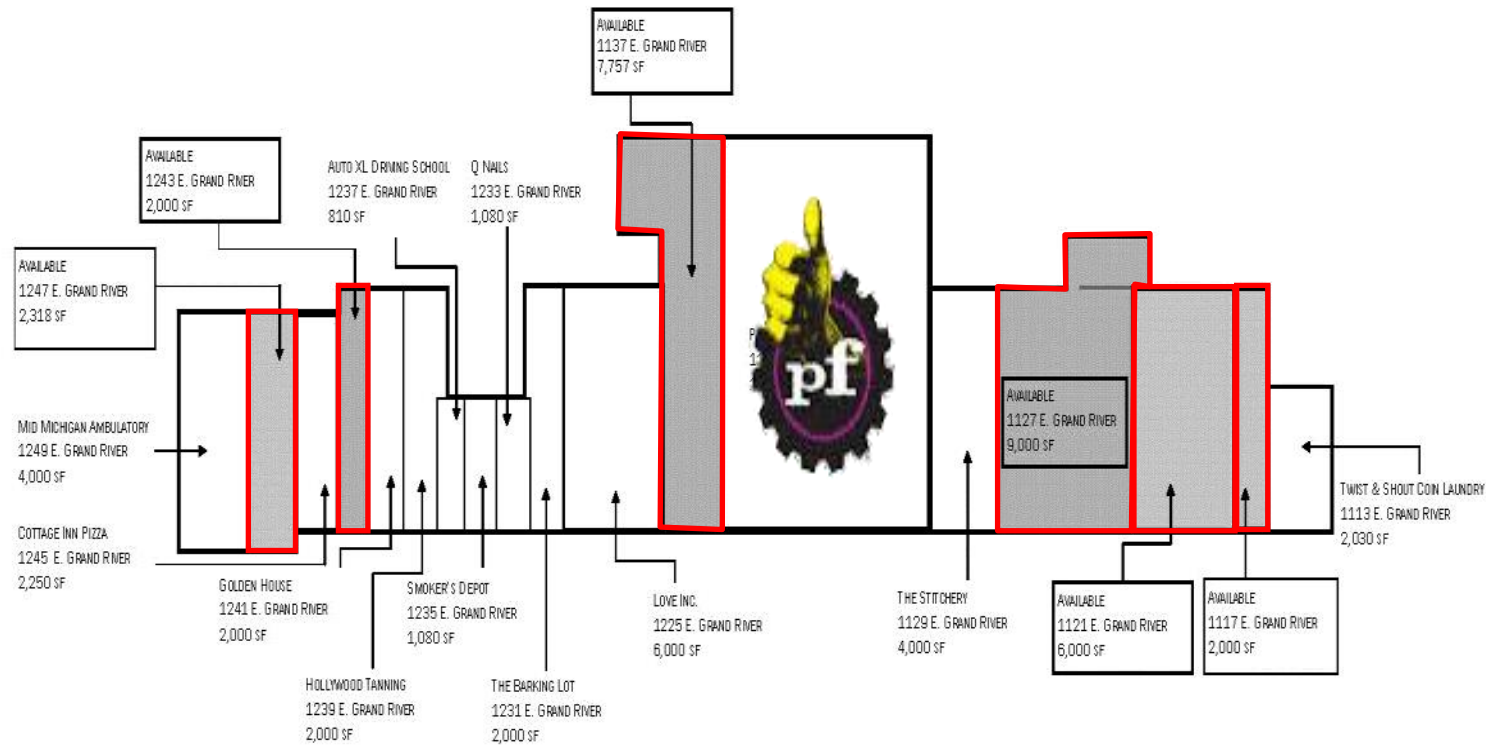 Available
1137 E. Grand River
7,757 SF
Available
1243 E. Grand River
2,000 SF
Auto XL Driving School
1237 E. Grand River
810 SF
Q Nails
1233 E. Grand River
1,080 SF
Available
1247 E. Grand River
2,318 SF
pf
Available
1127 E. Grand River
9,000 SF
Mid Michigan Ambulatory
1249 E. Grand River
4,000 SF
Twist & Shout Coin Laundry
1113 E. Grand River
2,030 SF
Cottage Inn Pizza
1245 E. Grand River
2,250 SF
Golden House
1241 E. Grand River
2,000 SF
Smoker's Depot
1235 E. Grand River
1,080 SF
Love Inc.
1225 E. Grand River
6,000 SF
The Stitchery
1129 E. Grand River
4,000 SF
Available
1121 E. Grand River
6,000 SF
Available
1117 E. Grand River
2,000 SF
Hollywood Tanning
1239 E. Grand River
2,000 SF
The Barking Lot
1231 E. Grand River
2,000 SF